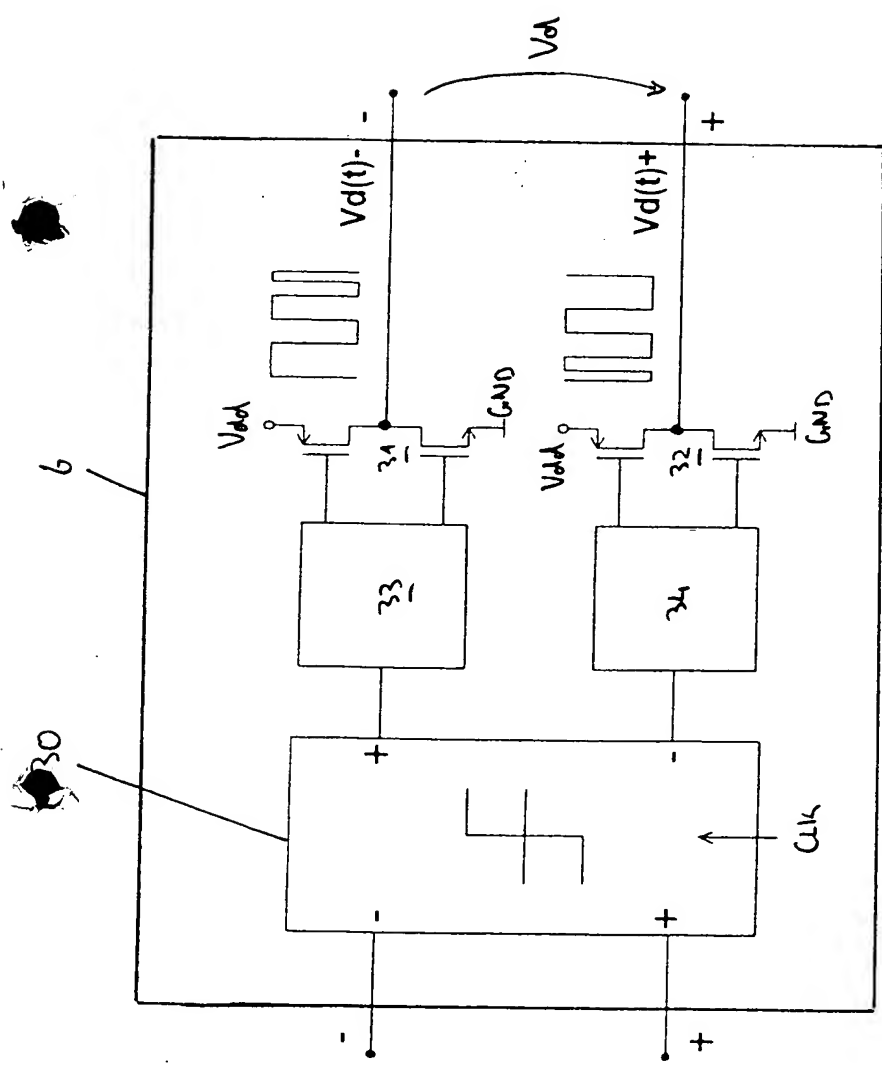 6
30
Vdd
Vd(t)-
-
Vd
31
GND
33
+
-
-
Vdd
Vd(t)+
+
32
GND
34
-
+
+
Clk